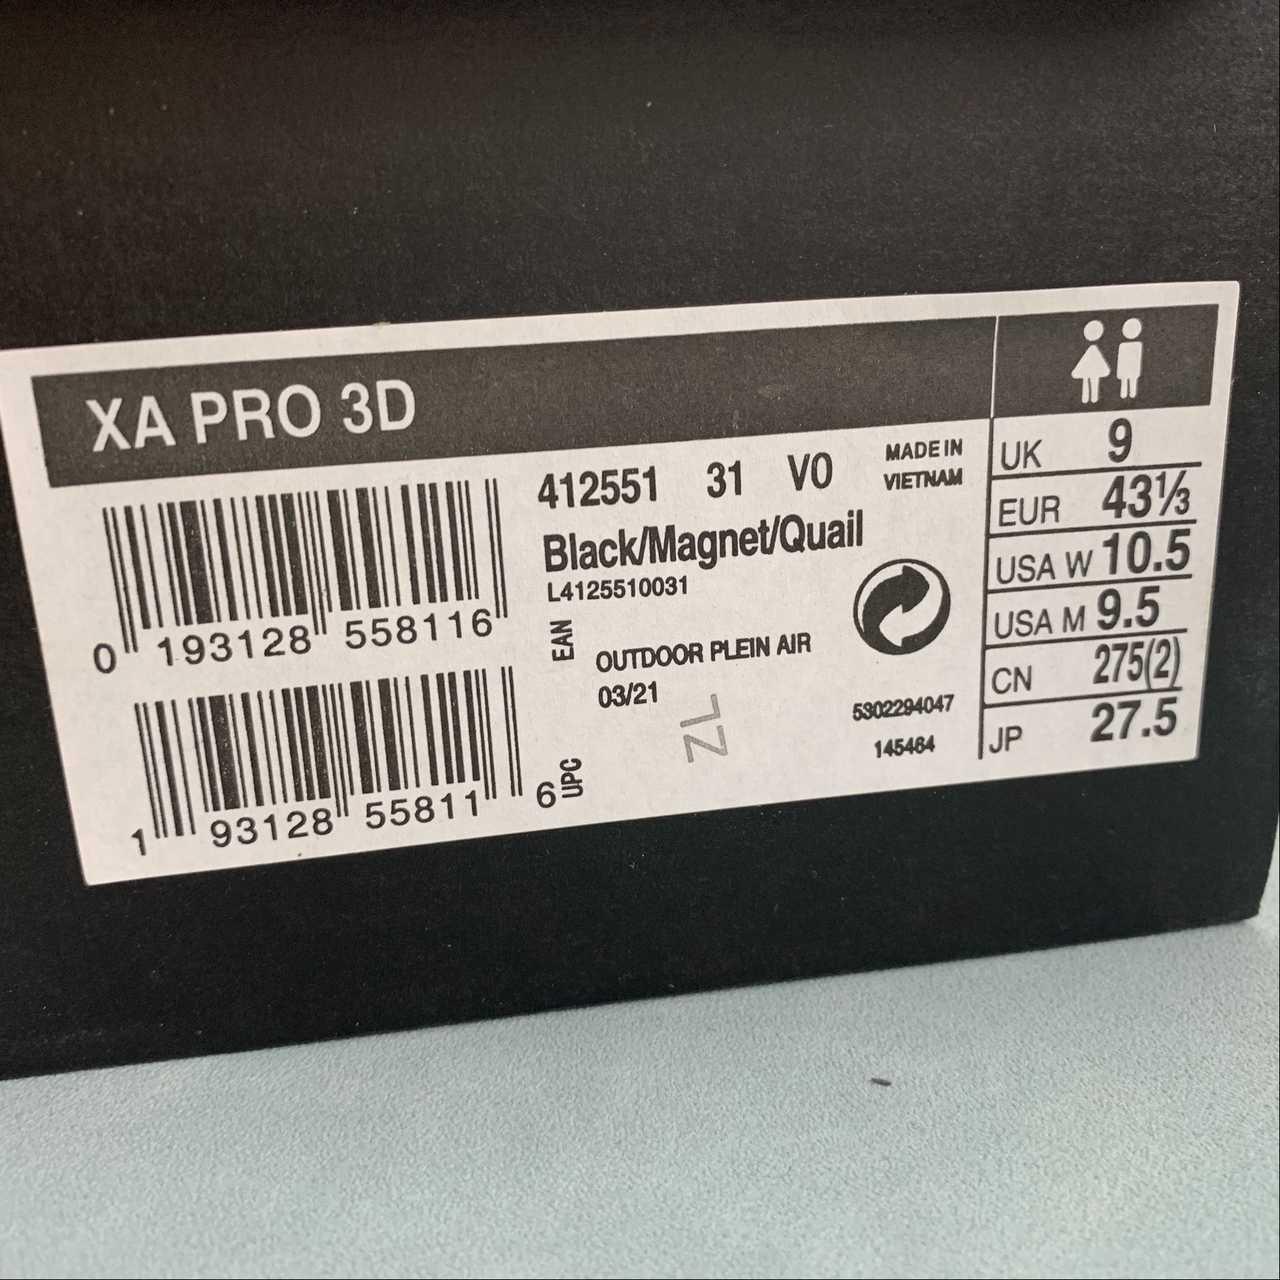 XA PRO 3D
412551 31 VO
MADE IN
VIETNAM
Black/Magnet/Quail
L4125510031
0 193128 558116
EAN
OUTDOOR PLEIN AIR
03/21
ZL
5302294047
145464
1 93128 55811 6
UPC
UK 9
EUR 43⅓
USA W 10.5
USA M 9.5
CN 275(2)
JP 27.5